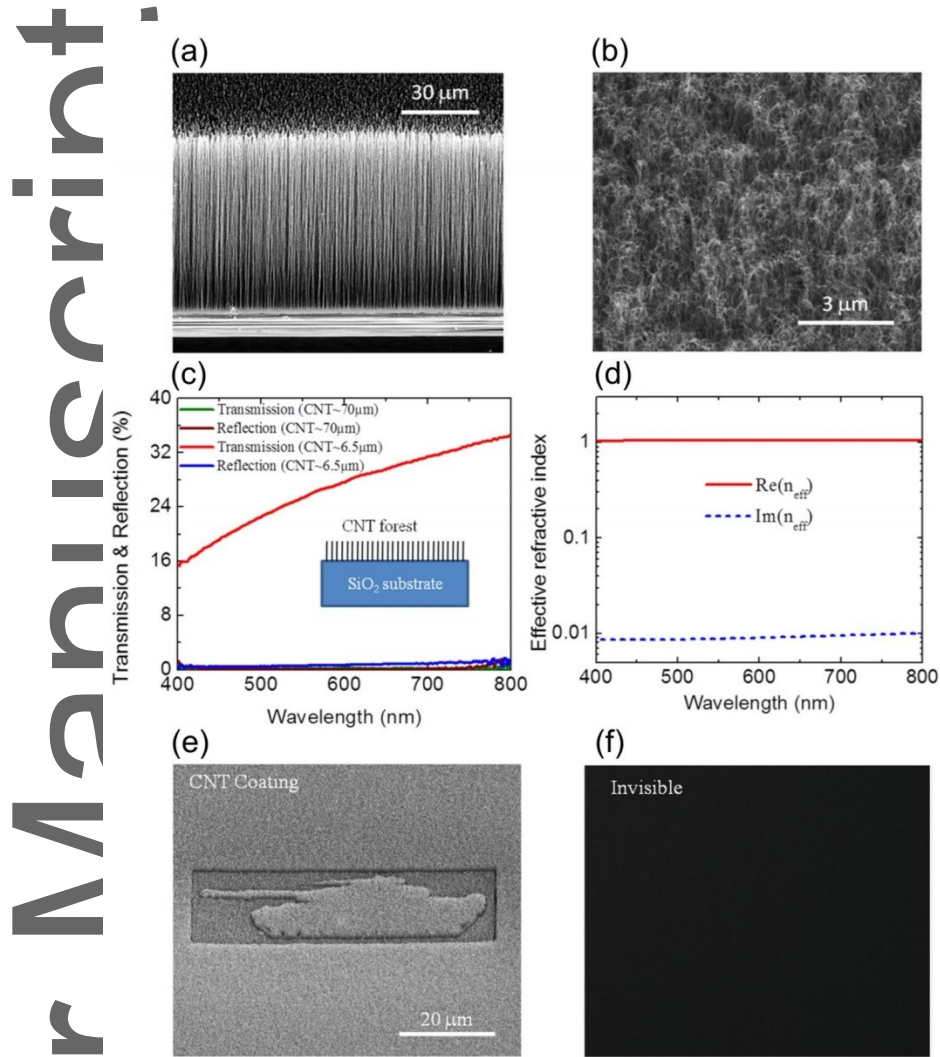 r Manuscript
(a)
30 µm
(b)
3 µm
(c)
40
32
24
16
8
0
Transmission & Reflection (%)
Transmission (CNT~70µm)
Reflection (CNT~70µm)
Transmission (CNT~6.5µm)
Reflection (CNT~6.5µm)
CNT forest
SiO₂ substrate
400 500 600 700 800
Wavelength (nm)
(d)
1
0.1
0.01
Effective refractive index
Re(n_eff)
Im(n_eff)
400 500 600 700 800
Wavelength (nm)
(e)
CNT Coating
20 µm
(f)
Invisible